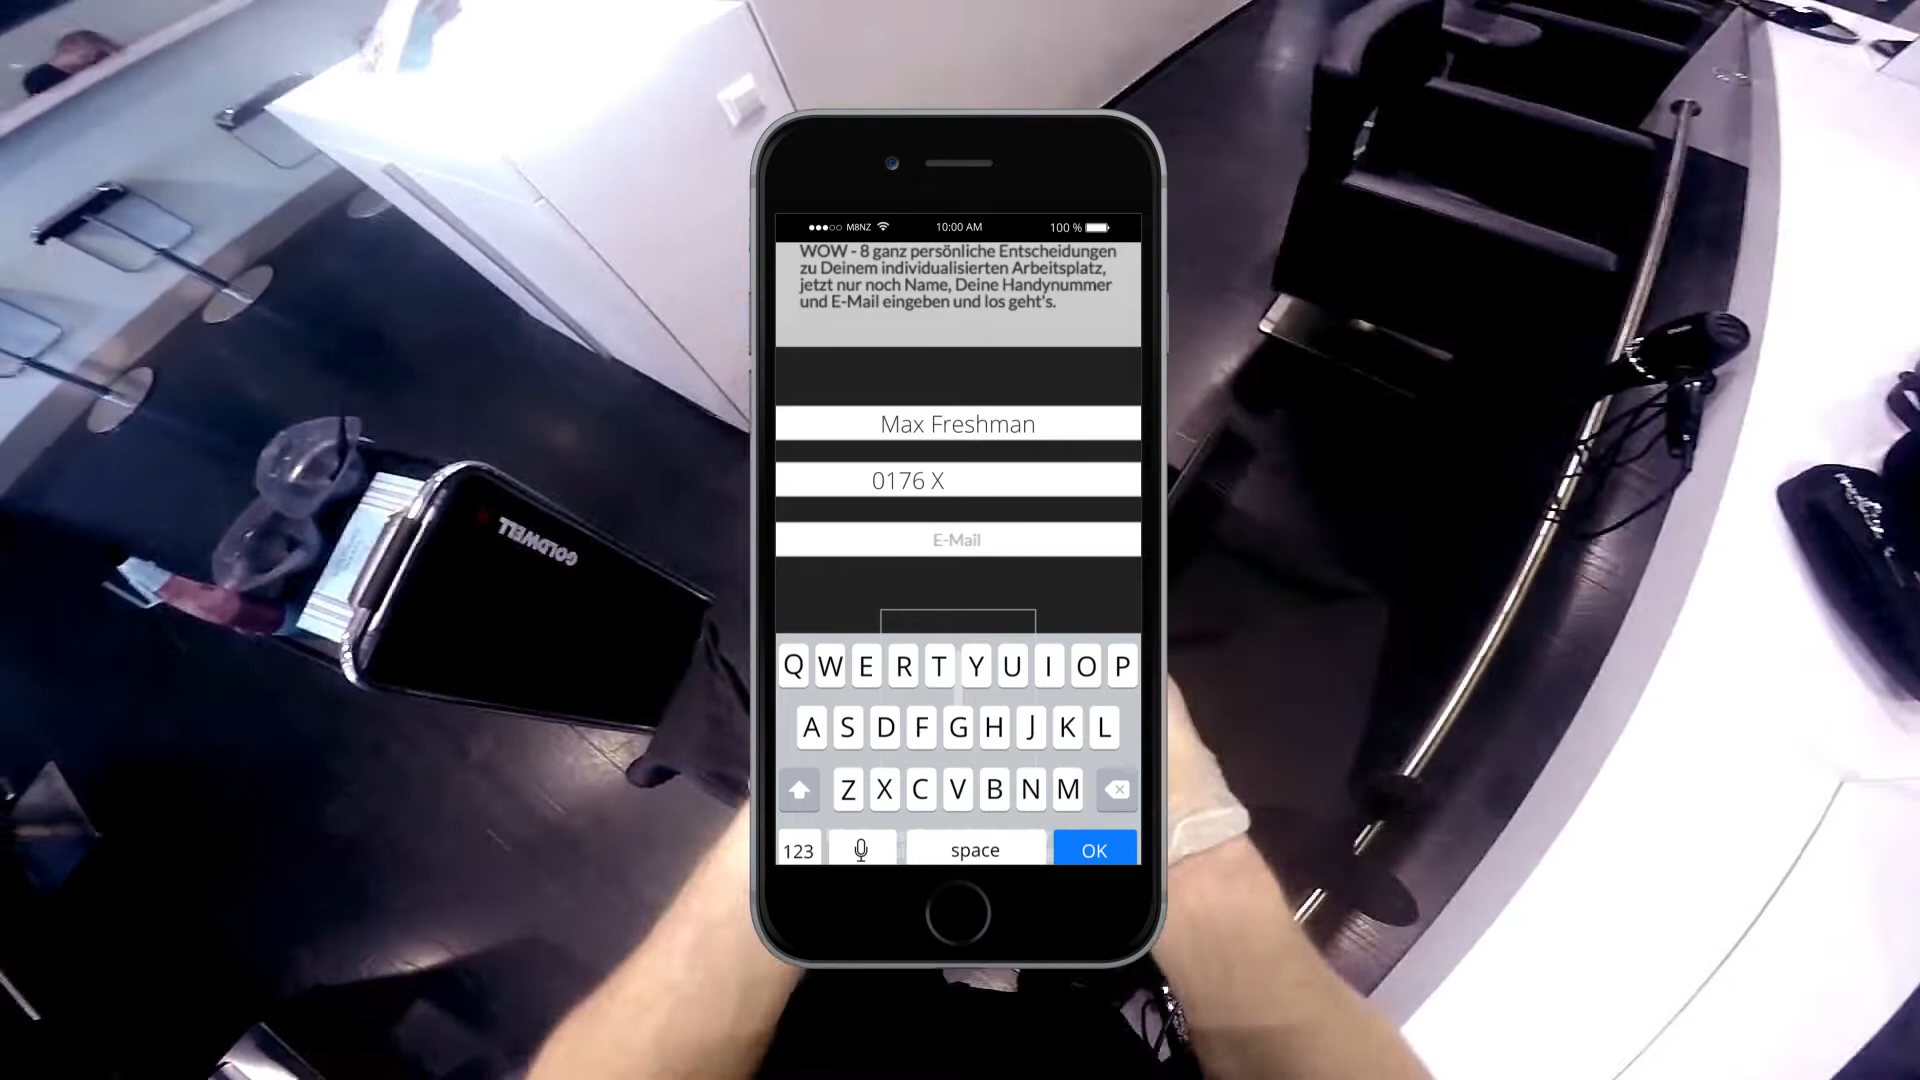 M8NZ
10:00 AM
100 %
WOW - 8 ganz persönliche Entscheidungen
zu Deinem individualisierten Arbeitsplatz,
jetzt nur noch Name, Deine Handynummer
und E-Mail eingeben und los geht's.
Max Freshman
0176 X
E-Mail
Q W E R T Y U I O P
A S D F G H J K L
Z X C V B N M
123
space
OK
GOLDWELL